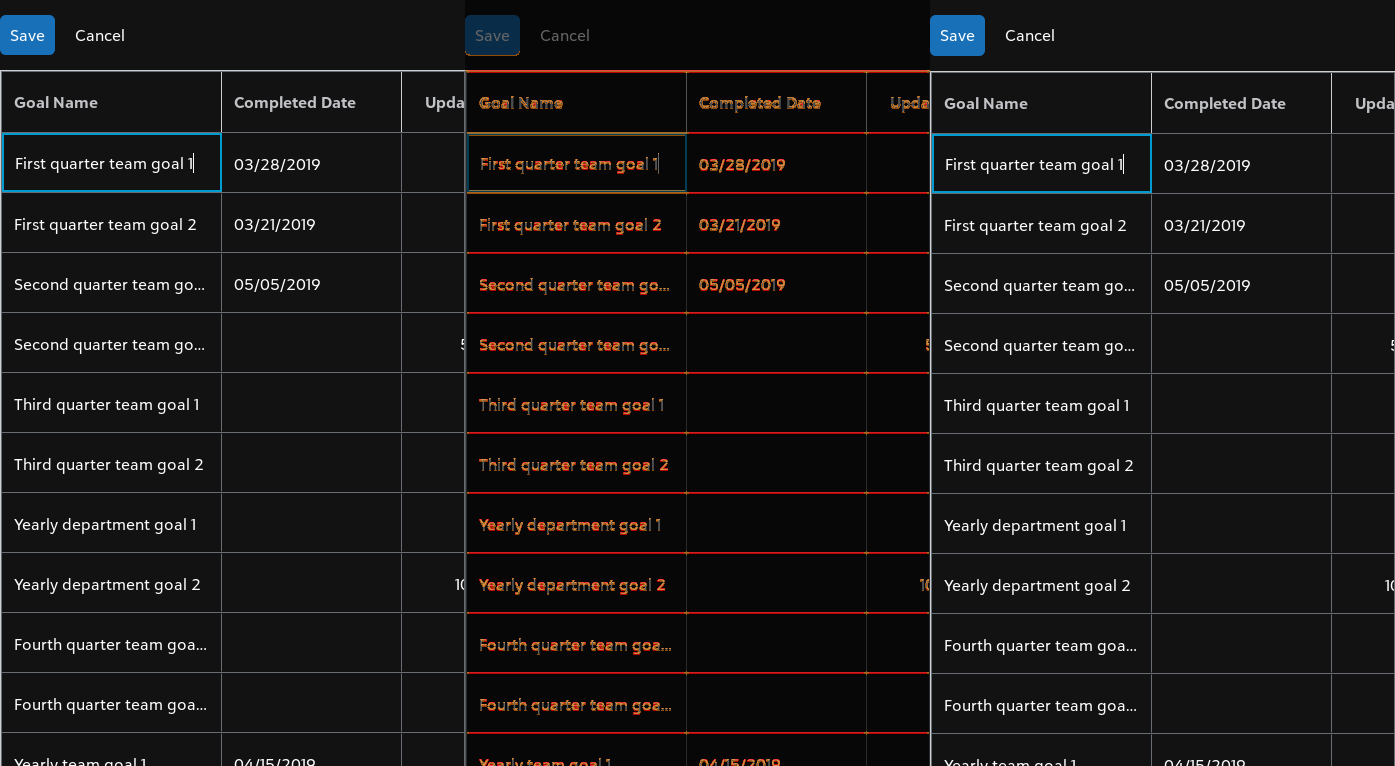 Save Cancel Save Cancel Save Cancel
Goal Name Completed Date Upda Goal Name Completed Date Upda Goal Name Completed Date Upda
First quarter team goal 1 03/28/2019 First quarter team goal 1 03/28/2019 First quarter team goal 1 03/28/2019
First quarter team goal 2 03/21/2019 First quarter team goal 2 03/21/2019 First quarter team goal 2 03/21/2019
Second quarter team go... 05/05/2019 Second quarter team go... 05/05/2019 Second quarter team go... 05/05/2019
Second quarter team go... Second quarter team go... Second quarter team go...
Third quarter team goal 1 Third quarter team goal 1 Third quarter team goal 1
Third quarter team goal 2 Third quarter team goal 2 Third quarter team goal 2
Yearly department goal 1 Yearly department goal 1 Yearly department goal 1
Yearly department goal 2 10 Yearly department goal 2 10 Yearly department goal 2 10
Fourth quarter team goa... Fourth quarter team goa... Fourth quarter team goa...
Fourth quarter team goa... Fourth quarter team goa... Fourth quarter team goa...
Yearly team goal 1 04/15/2019 Yearly team goal 1 04/15/2019 Yearly team goal 1 04/15/2019